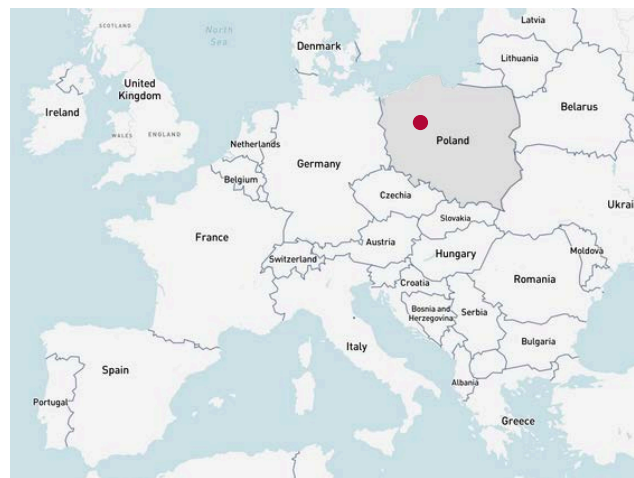 SCOTLAND
North
Sea
Latvia
Denmark
Lithuania
United
Kingdom
Ireland
Belarus
WALES
ENGLAND
Netherlands
Poland
Germany
Belgium
Czechia
Ukrai
Slovakia
France
Austria
Hungary
Moldova
Switzerland
Romania
Croatia
Bosnia and
Herzegovina
Serbia
Bulgaria
Italy
Spain
Albania
Portugal
Greece